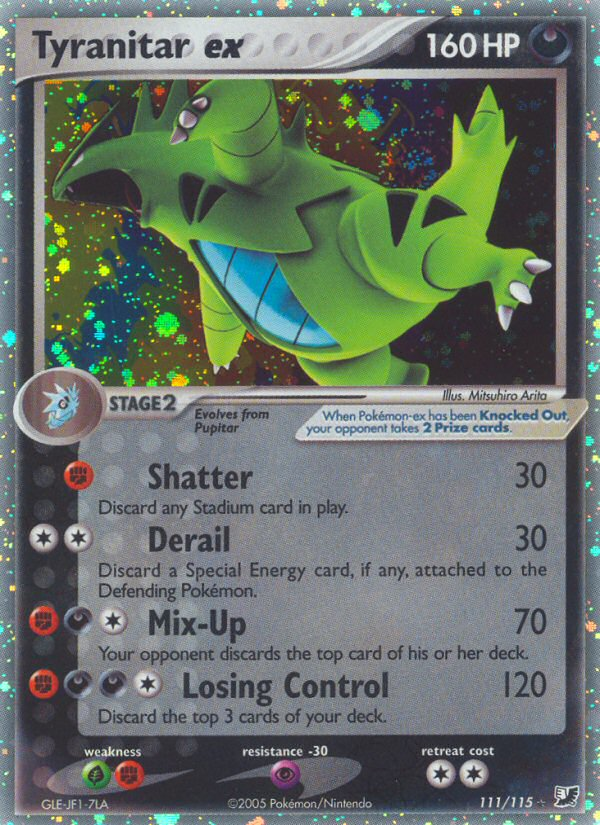 Tyranitar ex 160 HP
Illus. Mitsuhiro Arita
STAGE 2
Evolves from
Pupitar
When Pokémon-ex has been Knocked Out,
your opponent takes 2 Prize cards.
Shatter 30
Discard any Stadium card in play.
Derail 30
Discard a Special Energy card, if any, attached to the
Defending Pokémon.
Mix-Up 70
Your opponent discards the top card of his or her deck.
Losing Control 120
Discard the top 3 cards of your deck.
weakness resistance -30 retreat cost
GLE-JF1-7LA ©2005 Pokémon/Nintendo 111/115